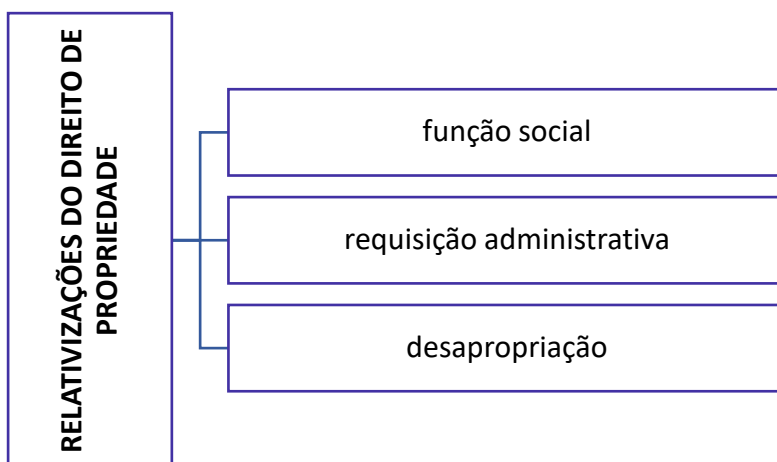 RELATIVIZAÇÕES DO DIREITO DE
PROPRIEDADE
função social
requisição administrativa
desapropriação